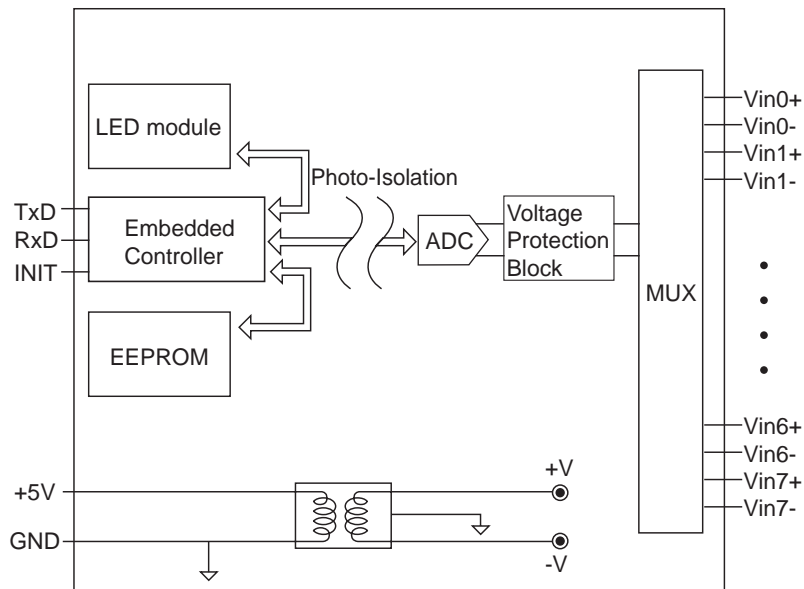 LED module
Photo-Isolation
TxD
RxD
INIT
Embedded
Controller
ADC
Voltage
Protection
Block
MUX
EEPROM
Vin0+
Vin0-
Vin1+
Vin1-
Vin6+
Vin6-
Vin7+
Vin7-
+5V
GND
+V
-V